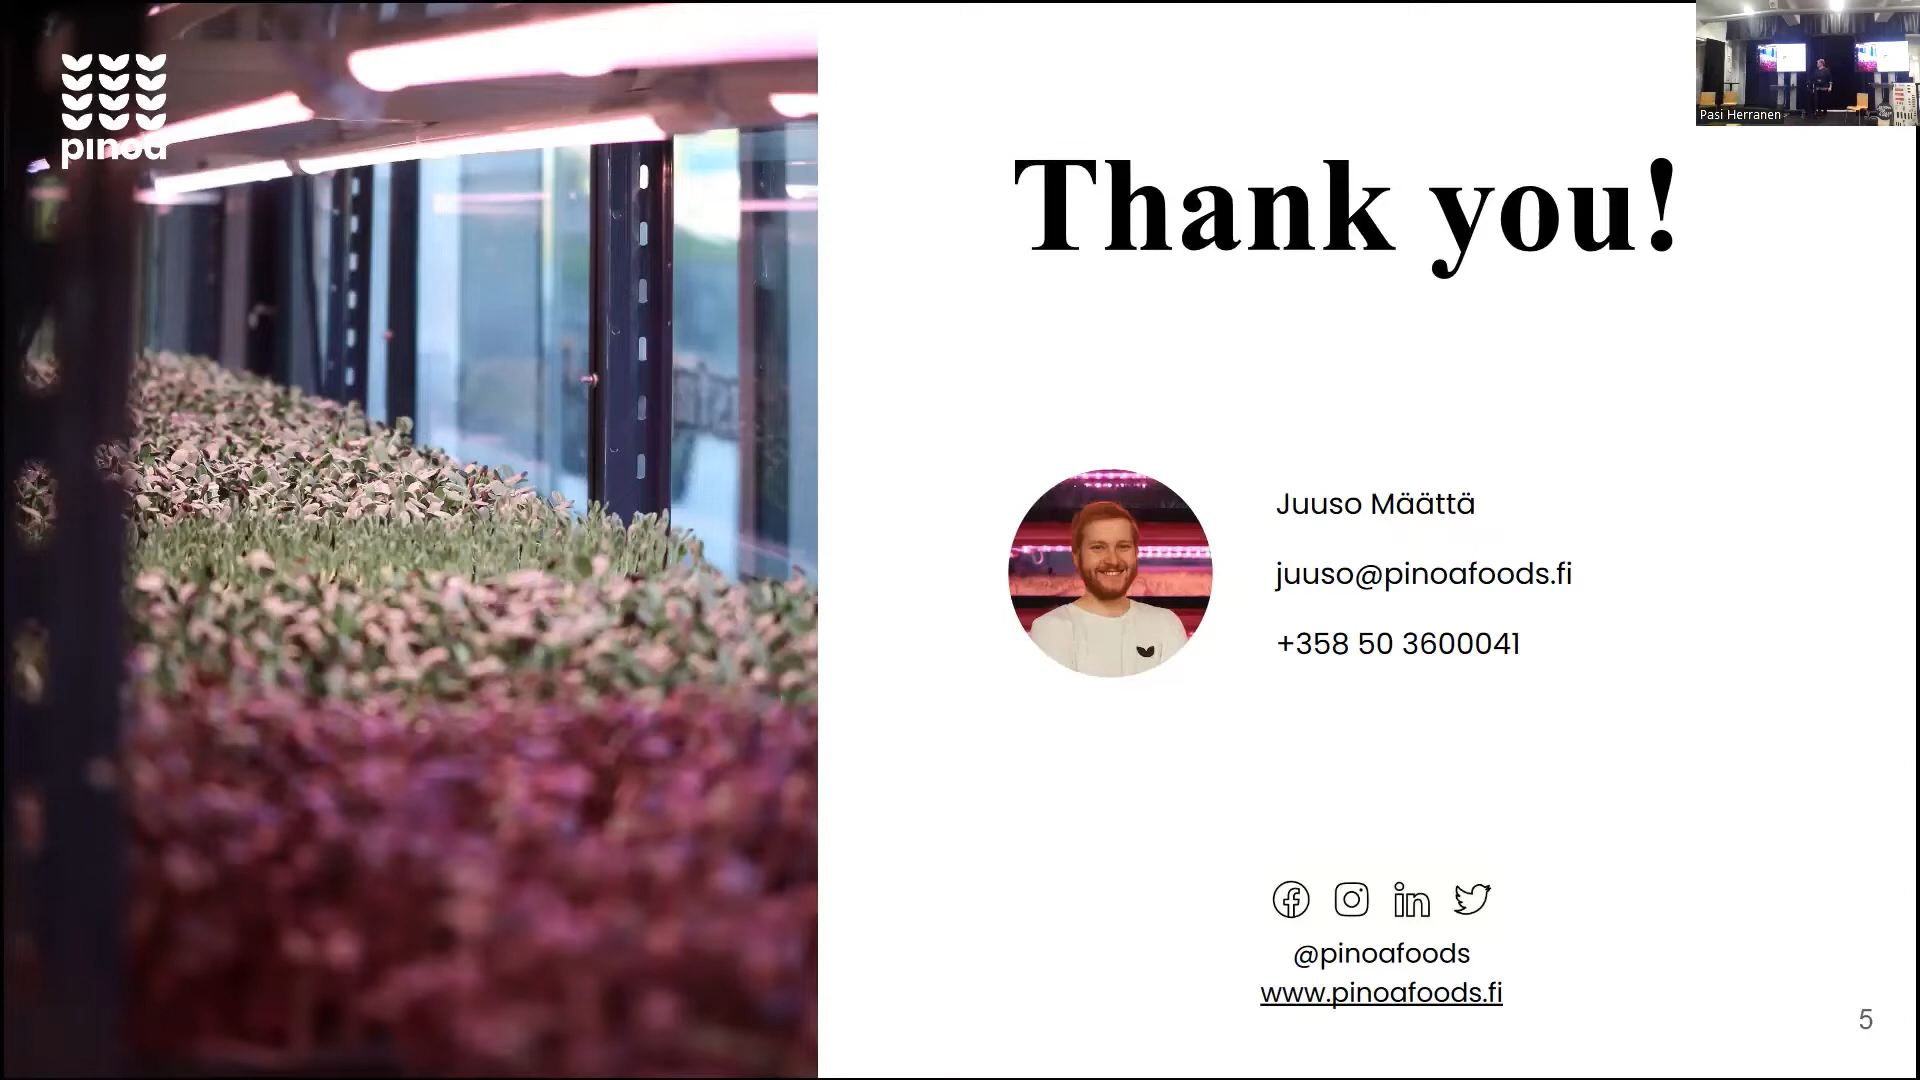 pinoa
Pasi Herranen
Thank you!
Juuso Määttä
juuso@pinoafoods.fi
+358 50 3600041
@pinoafoods
www.pinoafoods.fi
5